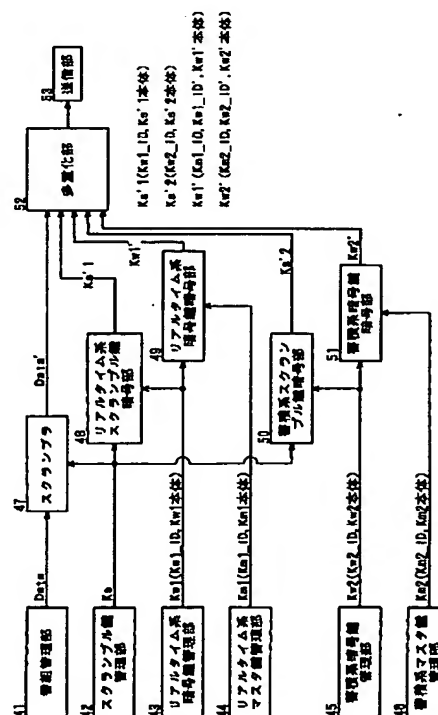 41
番組管理部
42
スクランブル鍵
管理部
43
リアルタイム系
暗号鍵管理部
44
リアルタイム系
マスタ鍵管理部
45
蓄積系暗号鍵
管理部
46
蓄積系マスタ鍵
管理部
Data
Ks
Kw1(Kw1_ID,Kw1本体)
Km1(Km1_ID,Km1本体)
Kw2(Kw2_ID,Kw2本体)
Km2(Km2_ID,Km2本体)
47
スクランブラ
48
リアルタイム系
スクランブル鍵
暗号部
49
リアルタイム系
暗号鍵暗号部
50
蓄積系スクラン
ブル鍵暗号部
51
蓄積系暗号鍵
暗号部
Data'
Ks'1
Kw1'
Ks'2
Kw2'
52
多重化部
53
送信部
Ks'1(Kw1_ID,Ks'1本体)
Ks'2(Kw2_ID,Ks'2本体)
Kw1'(Km1_ID,Kw1_ID',Kw1'本体)
Kw2'(Km2_ID,Kw2_ID',Kw2'本体)